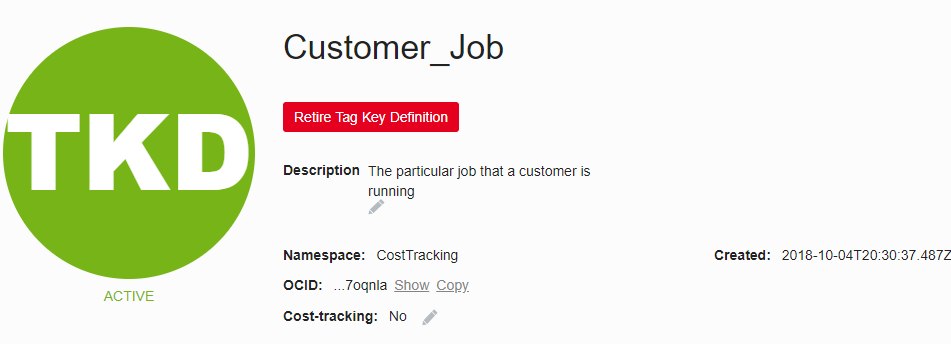 TKD
ACTIVE
Customer_Job
Retire Tag Key Definition
Description The particular job that a customer is
running
Namespace: CostTracking Created: 2018-10-04T20:30:37.487Z
OCID: ...7oqnla Show Copy
Cost-tracking: No